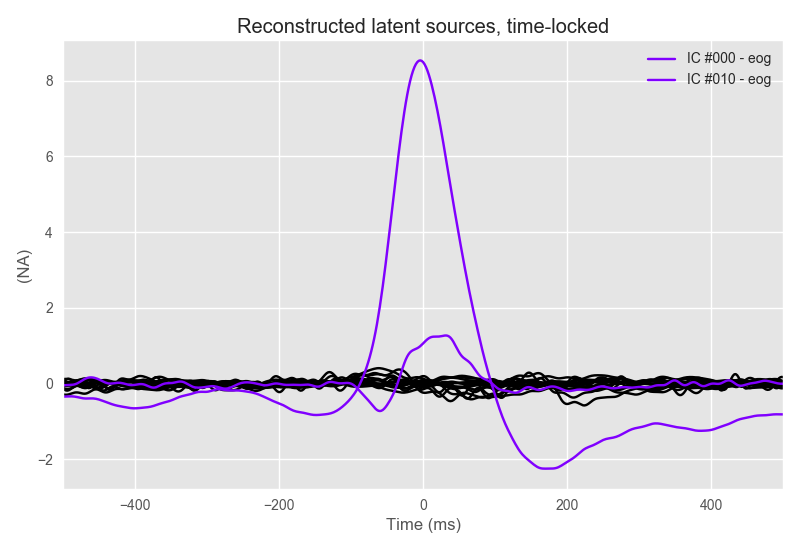 Reconstructed latent sources, time-locked
IC #000 - eog
IC #010 - eog
8
6
4
2
0
−2
(NA)
−400
−200
0
200
400
Time (ms)